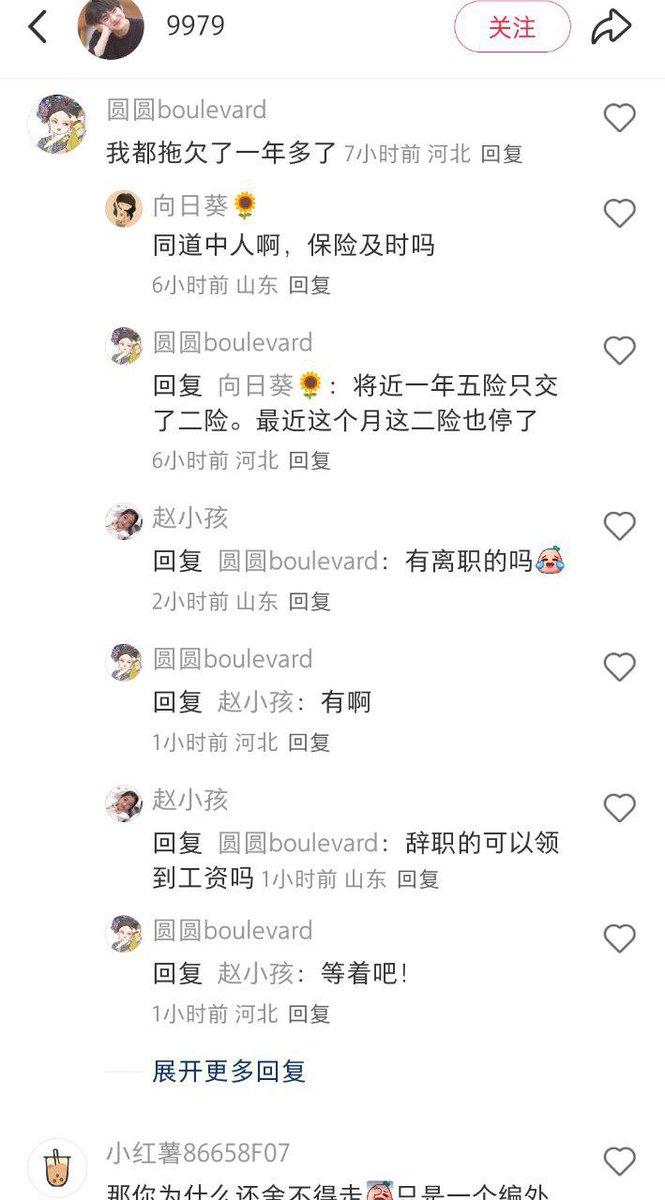 9979
关注
圆圆boulevard
我都拖欠了一年多了 7小时前 河北 回复
向日葵🌻
同道中人啊，保险及时吗
6小时前 山东 回复
圆圆boulevard
回复 向日葵🌻：将近一年五险只交
了二险。最近这个月这二险也停了
6小时前 河北 回复
赵小孩
回复 圆圆boulevard：有离职的吗
2小时前 山东 回复
圆圆boulevard
回复 赵小孩：有啊
1小时前 河北 回复
赵小孩
回复 圆圆boulevard：辞职的可以领
到工资吗 1小时前 山东 回复
圆圆boulevard
回复 赵小孩：等着吧！
1小时前 河北 回复
展开更多回复
小红薯86658F07
那你为什么还舍不得走 只是一个编外